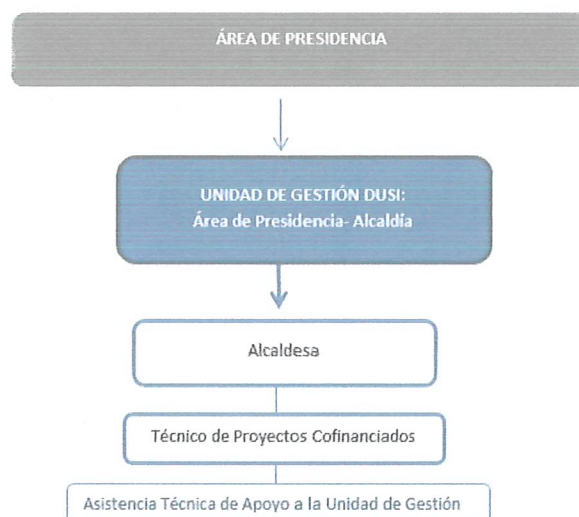 ÁREA DE PRESIDENCIA
UNIDAD DE GESTIÓN DUSI:
Área de Presidencia- Alcaldía
Alcaldesa
Técnico de Proyectos Cofinanciados
Asistencia Técnica de Apoyo a la Unidad de Gestión